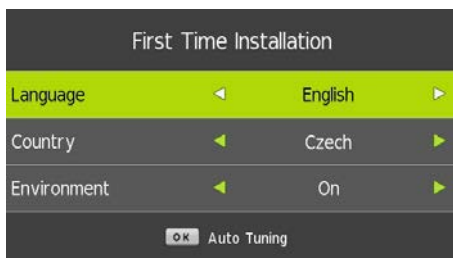 First Time Installation
Language English
Country Czech
Environment On
OK Auto Tuning